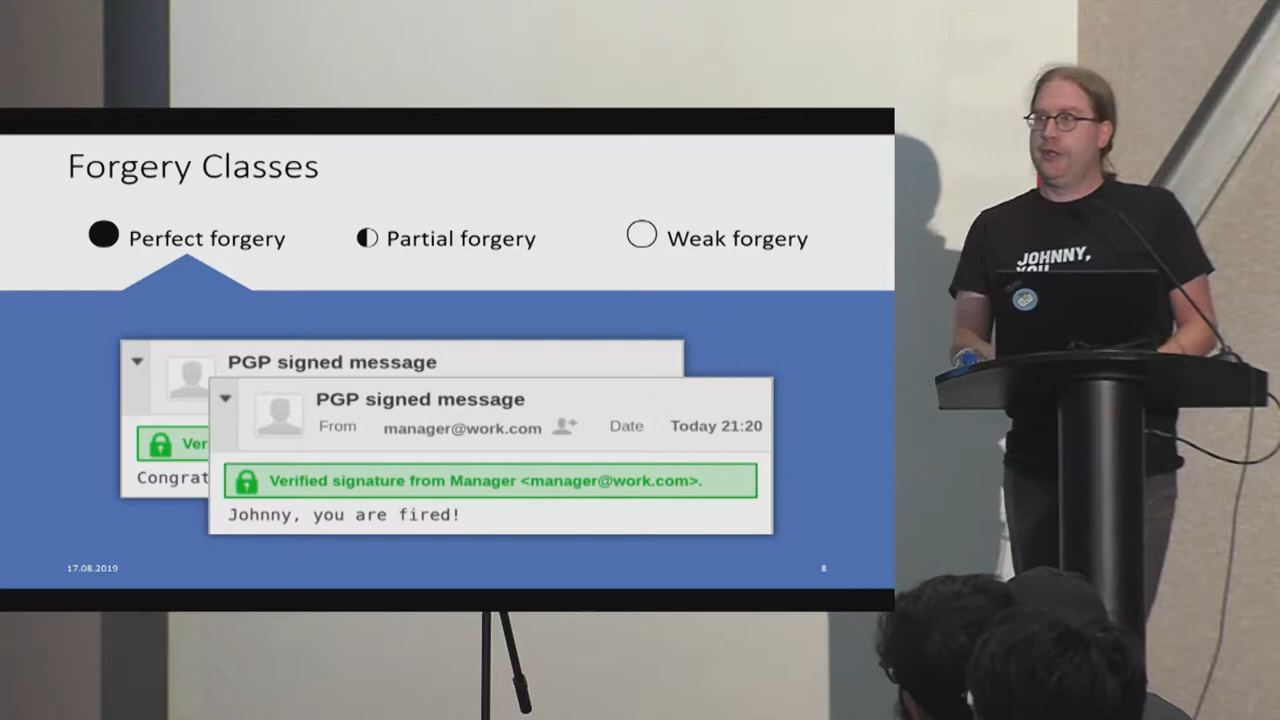 Forgery Classes
Perfect forgery
Partial forgery
Weak forgery
PGP signed message
Ver
Congrat
PGP signed message
From manager@work.com Date Today 21:20
Verified signature from Manager <manager@work.com>.
Johnny, you are fired!
17.08.2019
8
JOHNNY,
YOU